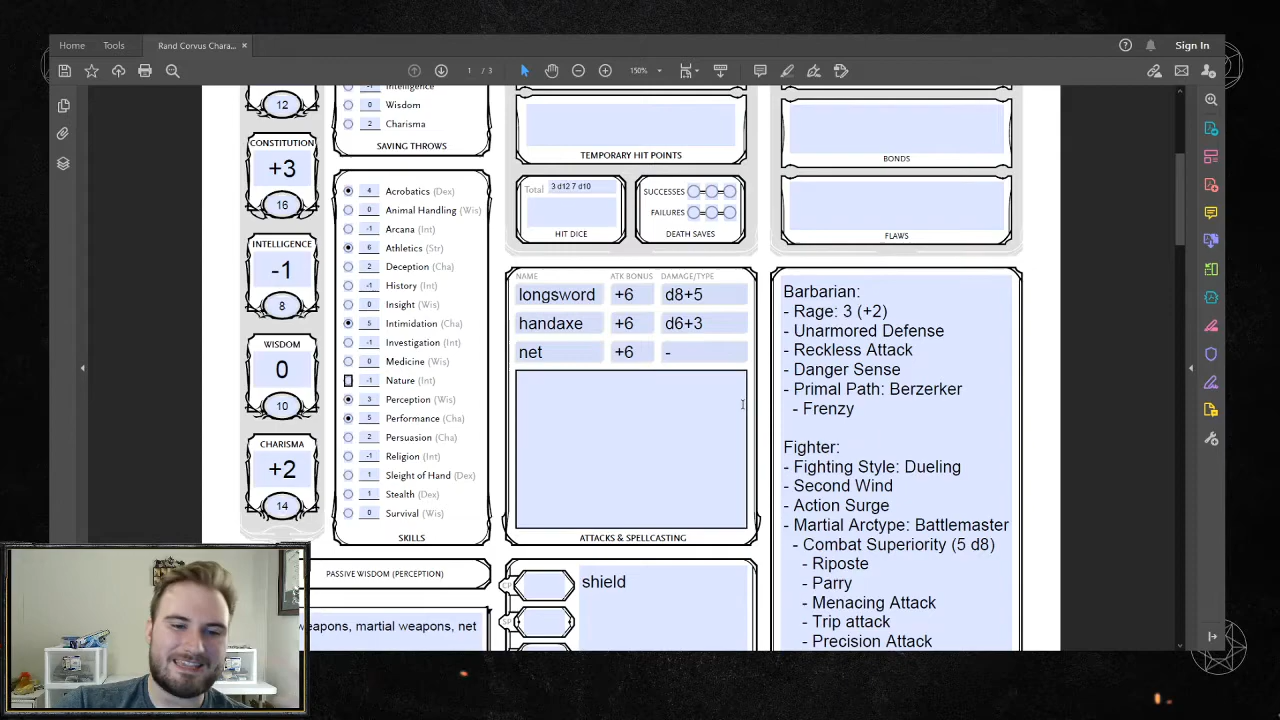 Home
Tools
Rand Corvus Chara...
Sign In
1 / 3
150%
12
CONSTITUTION
+3
16
INTELLIGENCE
-1
8
WISDOM
0
10
CHARISMA
+2
14
-1 Intelligence
0 Wisdom
2 Charisma
SAVING THROWS
4 Acrobatics (Dex)
0 Animal Handling (Wis)
-1 Arcana (Int)
6 Athletics (Str)
2 Deception (Cha)
-1 History (Int)
0 Insight (Wis)
5 Intimidation (Cha)
-1 Investigation (Int)
0 Medicine (Wis)
-1 Nature (Int)
3 Perception (Wis)
5 Performance (Cha)
2 Persuasion (Cha)
-1 Religion (Int)
1 Sleight of Hand (Dex)
1 Stealth (Dex)
0 Survival (Wis)
SKILLS
PASSIVE WISDOM (PERCEPTION)
weapons, martial weapons, net
TEMPORARY HIT POINTS
Total 3 d12 7 d10
HIT DICE
SUCCESSES
FAILURES
DEATH SAVES
NAME ATK BONUS DAMAGE/TYPE
longsword +6 d8+5
handaxe +6 d6+3
net +6 -
ATTACKS & SPELLCASTING
CP
SP
shield
BONDS
FLAWS
Barbarian:
- Rage: 3 (+2)
- Unarmored Defense
- Reckless Attack
- Danger Sense
- Primal Path: Berzerker
- Frenzy
Fighter:
- Fighting Style: Dueling
- Second Wind
- Action Surge
- Martial Arctype: Battlemaster
- Combat Superiority (5 d8)
- Riposte
- Parry
- Menacing Attack
- Trip attack
- Precision Attack